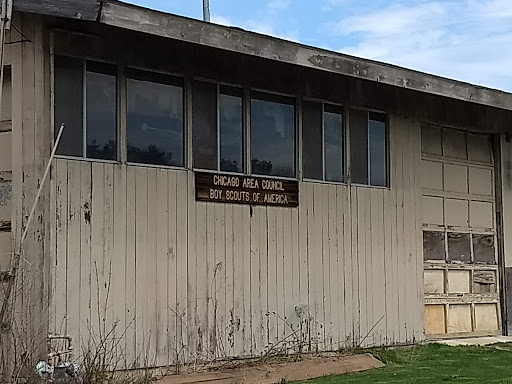 CHICAGO AREA COUNCIL
BOY SCOUTS OF AMERICA